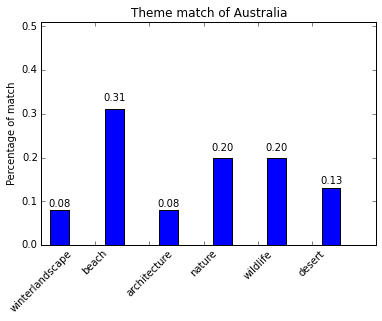 Theme match of Australia
Percentage of match
0.5
0.4
0.3
0.2
0.1
0.0
0.08
0.31
0.08
0.20
0.20
0.13
winterlandscape
beach
architecture
nature
wildlife
desert